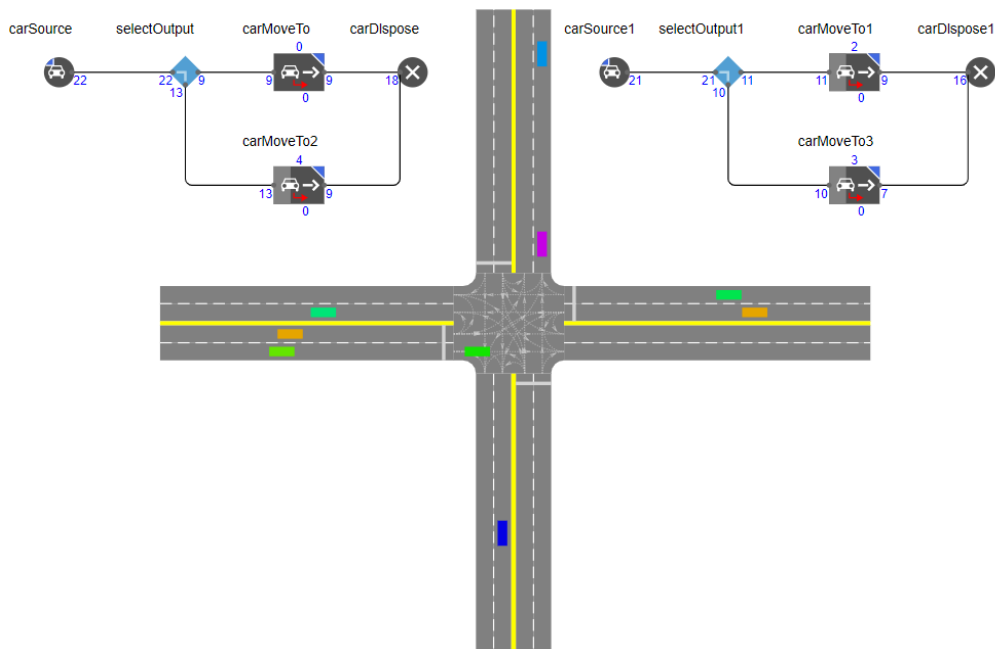 carSource selectOutput carMoveTo carDIspose carSource1 selectOutput1 carMoveTo1 carDIspose1
0 2
22 22 9 9 9 18 21 21 11 11 9 16
13 10
0 0
carMoveTo2 carMoveTo3
4 3
13 9 10 7
0 0